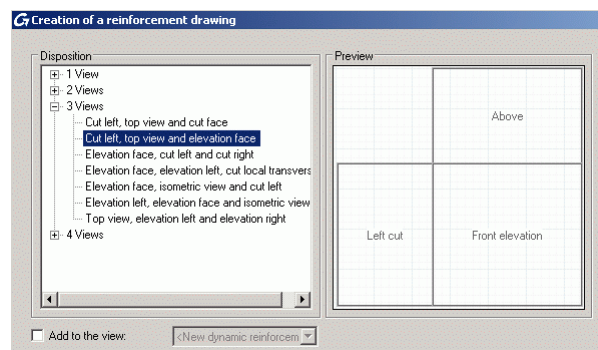 Creation of a reinforcement drawing
Disposition
Preview
1 View
2 Views
3 Views
Cut left, top view and cut face
Cut left, top view and elevation face
Elevation face, cut left and cut right
Elevation face, elevation left, cut local transvers
Elevation face, isometric view and cut left
Elevation left, elevation face and isometric view
Top view, elevation left and elevation right
4 Views
Above
Left cut
Front elevation
Add to the view:
<New dynamic reinforcem